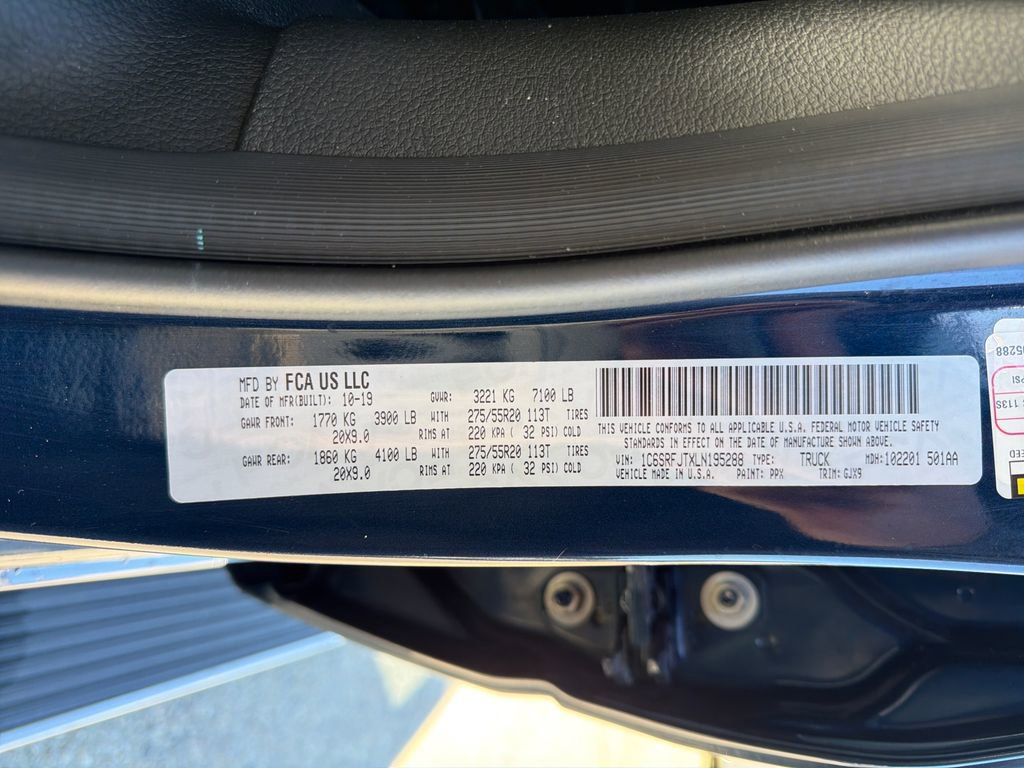 MFD BY FCA US LLC
DATE OF MFR(BUILT): 10-19 GVWR: 3221 KG 7100 LB
GAWR FRONT: 1770 KG 3900 LB WITH 275/55R20 113T TIRES
20X9.0 RIMS AT 220 KPA ( 32 PSI) COLD
GAWR REAR: 1860 KG 4100 LB WITH 275/55R20 113T TIRES
20X9.0 RIMS AT 220 KPA ( 32 PSI) COLD
THIS VEHICLE CONFORMS TO ALL APPLICABLE U.S.A. FEDERAL MOTOR VEHICLE SAFETY
STANDARDS IN EFFECT ON THE DATE OF MANUFACTURE SHOWN ABOVE.
VIN: 1C6SRFJTXLN195288 TYPE: TRUCK MDH: 102201 501AA
VEHICLE MADE IN U.S.A. PAINT: PPX TRIM: GJX9
95288
PSI
113S